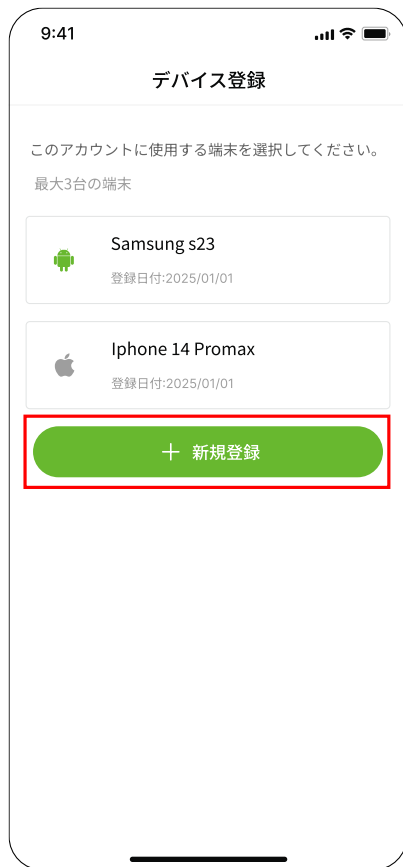 9:41
デバイス登録
このアカウントに使用する端末を選択してください。
最大3台の端末
Samsung s23
登録日付:2025/01/01
Iphone 14 Promax
登録日付:2025/01/01
＋ 新規登録